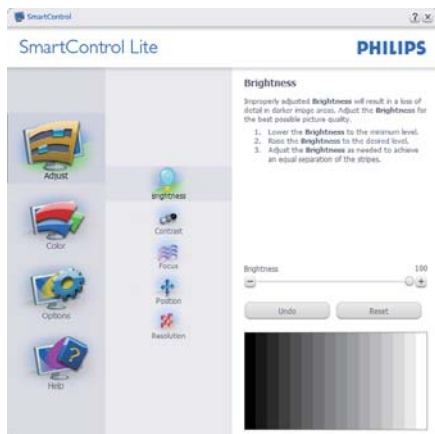 SmartControl
SmartControl Lite
PHILIPS
Adjust
Color
Options
Help
Brightness
Contrast
Focus
Position
Resolution
Brightness
Improperly adjusted Brightness will result in a loss of
detail in darker image areas. Adjust the Brightness for
the best possible picture quality.
1. Lower the Brightness to the minimum level.
2. Raise the Brightness to the desired level.
3. Adjust the Brightness as needed to achieve
an equal separation of the stripes.
Brightness 100
Undo Reset